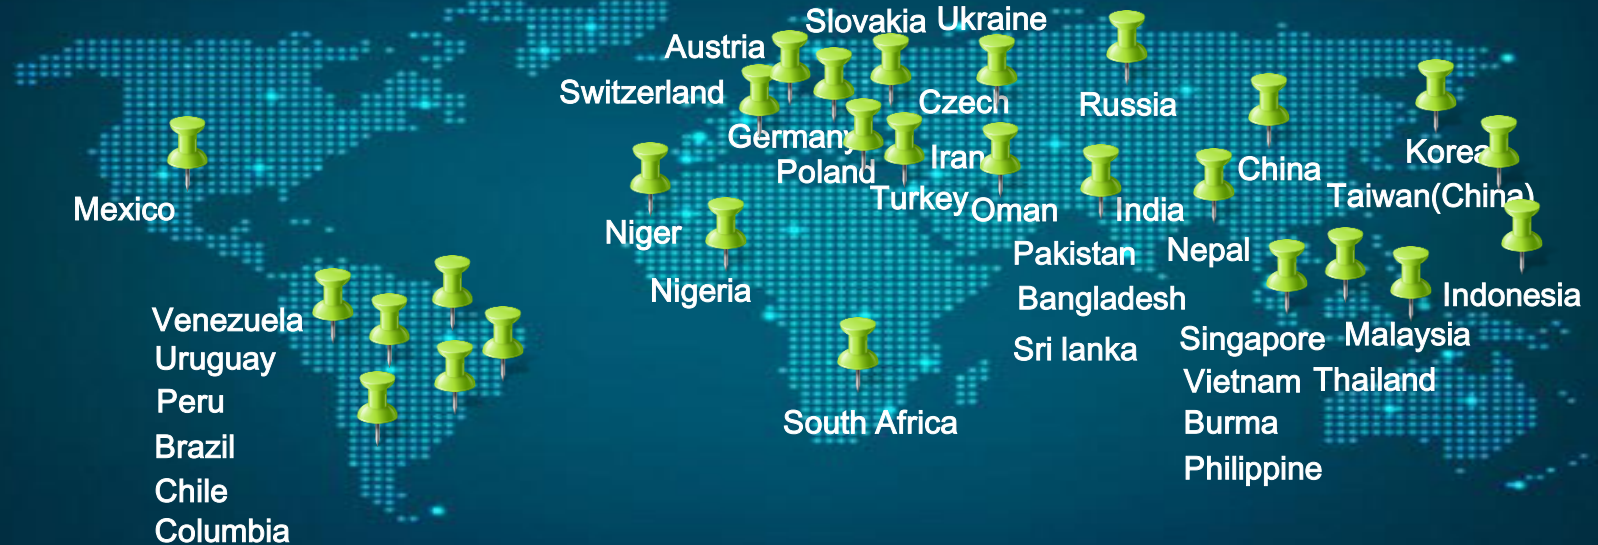 Slovakia Ukraine
Austria
Switzerland
Czech
Russia
Germany
Iran
Korea
Poland
China
Turkey
Oman
India
Taiwan(China)
Mexico
Niger
Pakistan
Nepal
Nigeria
Bangladesh
Indonesia
Venezuela
Sri lanka
Singapore
Malaysia
Uruguay
Vietnam
Thailand
Peru
South Africa
Burma
Brazil
Philippine
Chile
Columbia